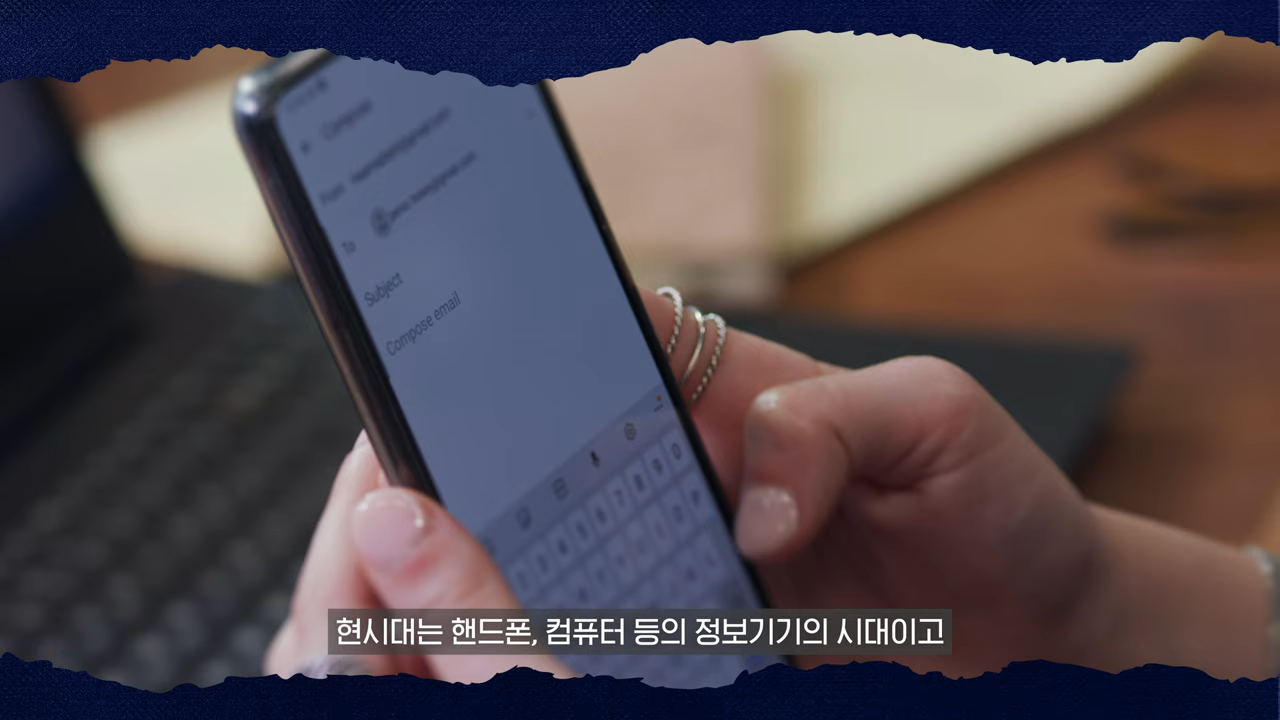 Compose
From
To
Subject
Compose email
현시대는 핸드폰, 컴퓨터 등의 정보기기의 시대이고